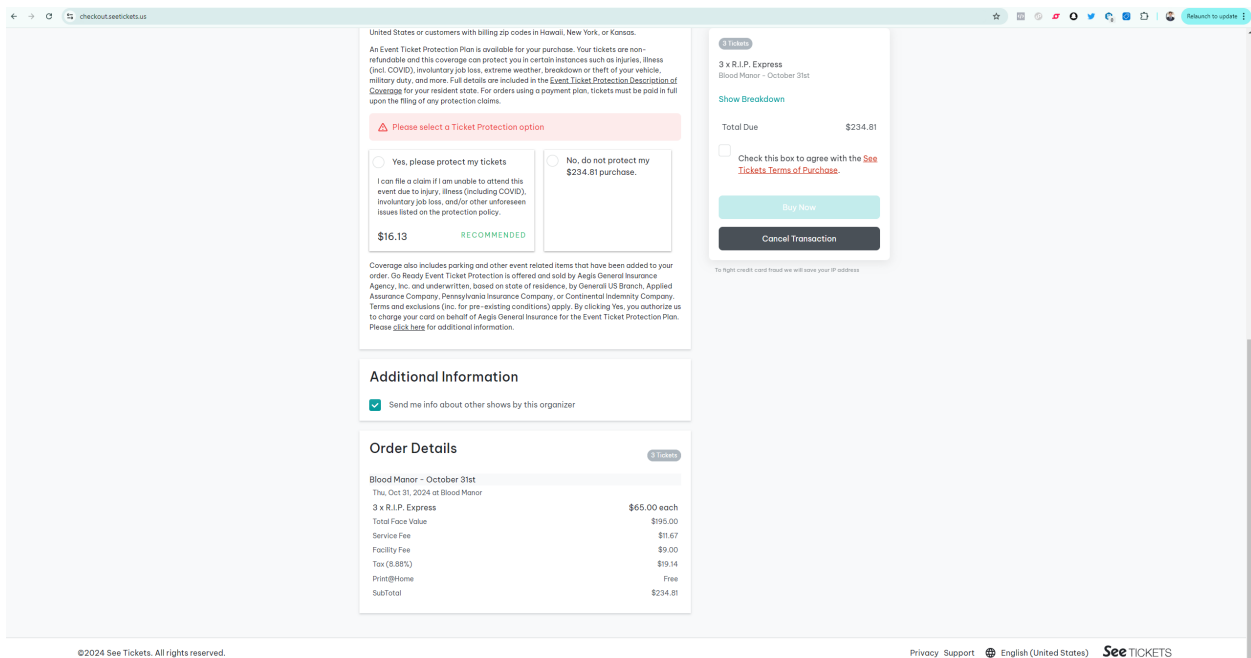 checkout.seetickets.us
Relaunch to update
United States or customers with billing zip codes in Hawaii, New York, or Kansas.
An Event Ticket Protection Plan is available for your purchase. Your tickets are non-
refundable and this coverage can protect you in certain instances such as injuries, illness
(incl. COVID), involuntary job loss, extreme weather, breakdown or theft of your vehicle,
military duty, and more. Full details are included in the Event Ticket Protection Description of
Coverage for your resident state. For orders using a payment plan, tickets must be paid in full
upon the filing of any protection claims.
Please select a Ticket Protection option
Yes, please protect my tickets
I can file a claim if I am unable to attend this
event due to injury, illness (including COVID),
involuntary job loss, and/or other unforeseen
issues listed on the protection policy.
$16.13
RECOMMENDED
No, do not protect my
$234.81 purchase.
Coverage also includes parking and other event related items that have been added to your
order. Go Ready Event Ticket Protection is offered and sold by Aegis General Insurance
Agency, Inc. and underwritten, based on state of residence, by Generali US Branch, Applied
Assurance Company, Pennsylvania Insurance Company, or Continental Indemnity Company.
Terms and exclusions (inc. for pre-existing conditions) apply. By clicking Yes, you authorize us
to charge your card on behalf of Aegis General Insurance for the Event Ticket Protection Plan.
Please click here for additional information.
Additional Information
Send me info about other shows by this organizer
Order Details
3 Tickets
Blood Manor - October 31st
Thu, Oct 31, 2024 at Blood Manor
3 x R.I.P. Express $65.00 each
Total Face Value $195.00
Service Fee $11.67
Facility Fee $9.00
Tax (8.88%) $19.14
Print@Home Free
SubTotal $234.81
3 Tickets
3 x R.I.P. Express
Blood Manor - October 31st
Show Breakdown
Total Due $234.81
Check this box to agree with the See
Tickets Terms of Purchase.
Buy Now
Cancel Transaction
To fight credit card fraud we will save your IP address
©2024 See Tickets. All rights reserved.
Privacy Support English (United States) See TICKETS